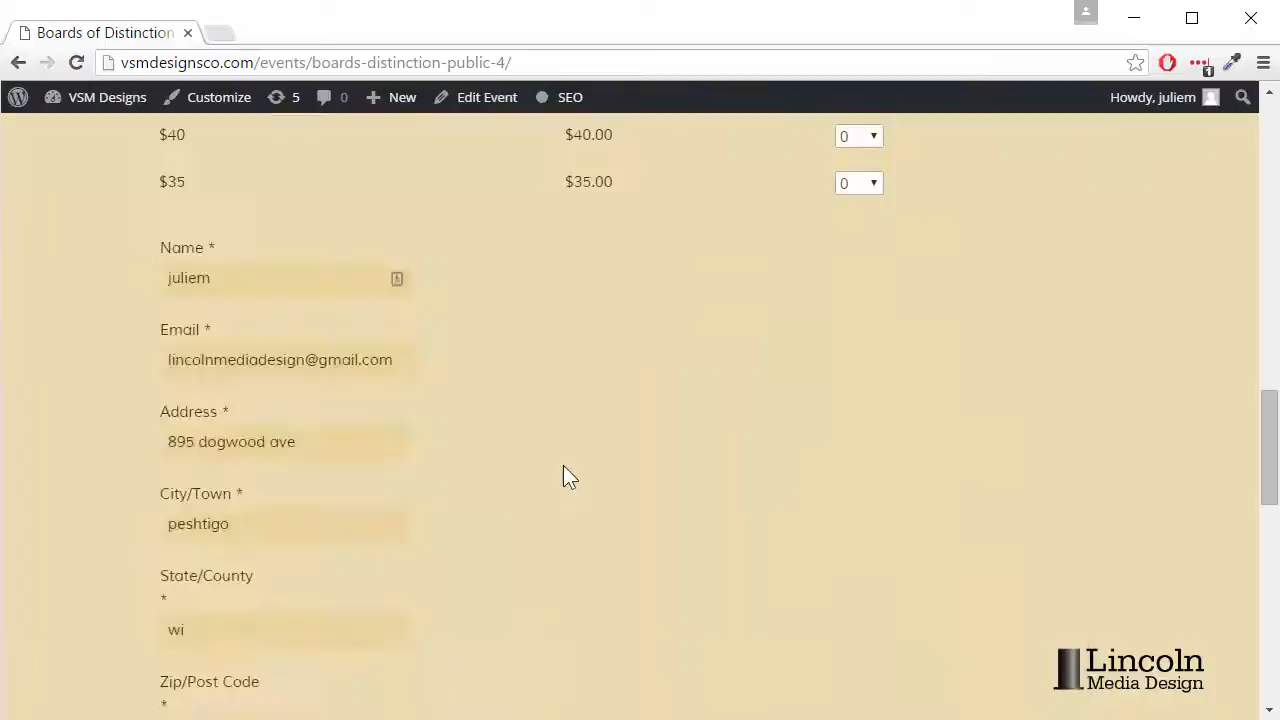 Boards of Distinction
vsmdesignsco.com/events/boards-distinction-public-4/
1
VSM Designs Customize 5 0 New Edit Event SEO Howdy, juliem
$40 $40.00 0
$35 $35.00 0
Name *
juliem
Email *
lincolnmediadesign@gmail.com
Address *
895 dogwood ave
City/Town *
peshtigo
State/County
*
wi
Zip/Post Code
*
Lincoln
Media Design